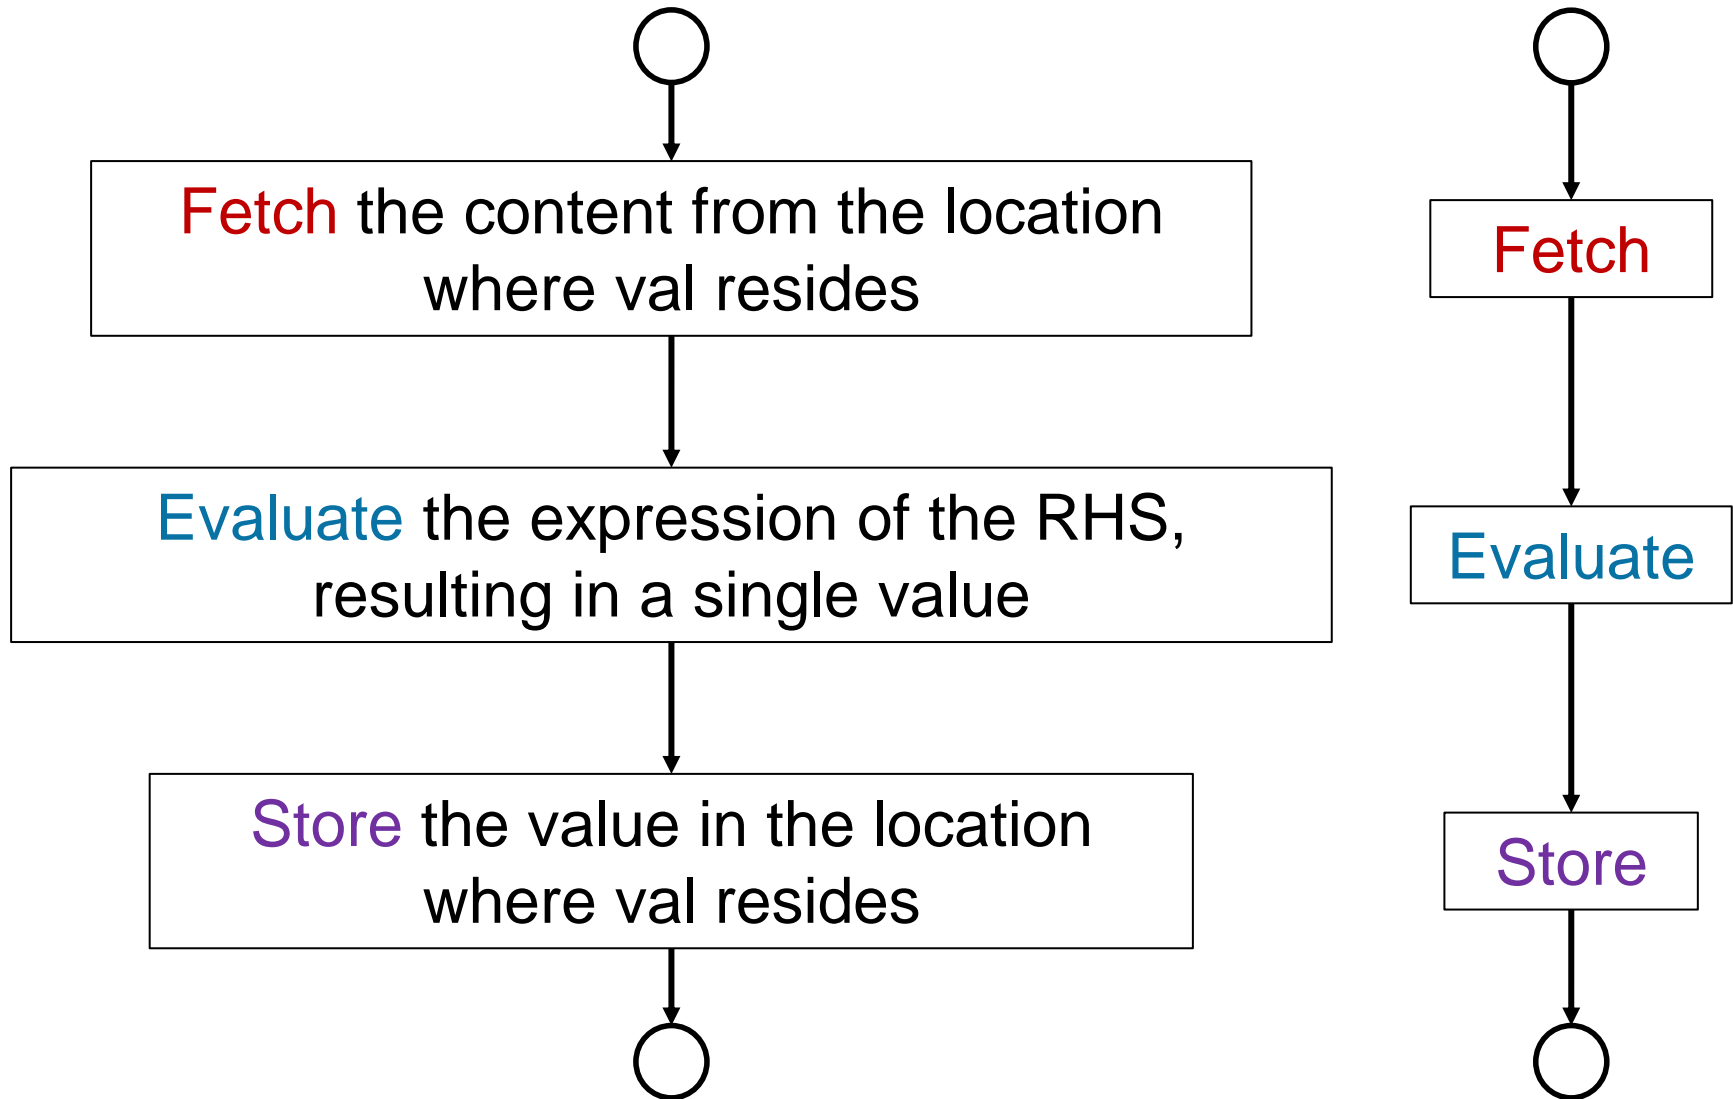 Fetch the content from the location
where val resides
Evaluate the expression of the RHS,
resulting in a single value
Store the value in the location
where val resides
Fetch
Evaluate
Store